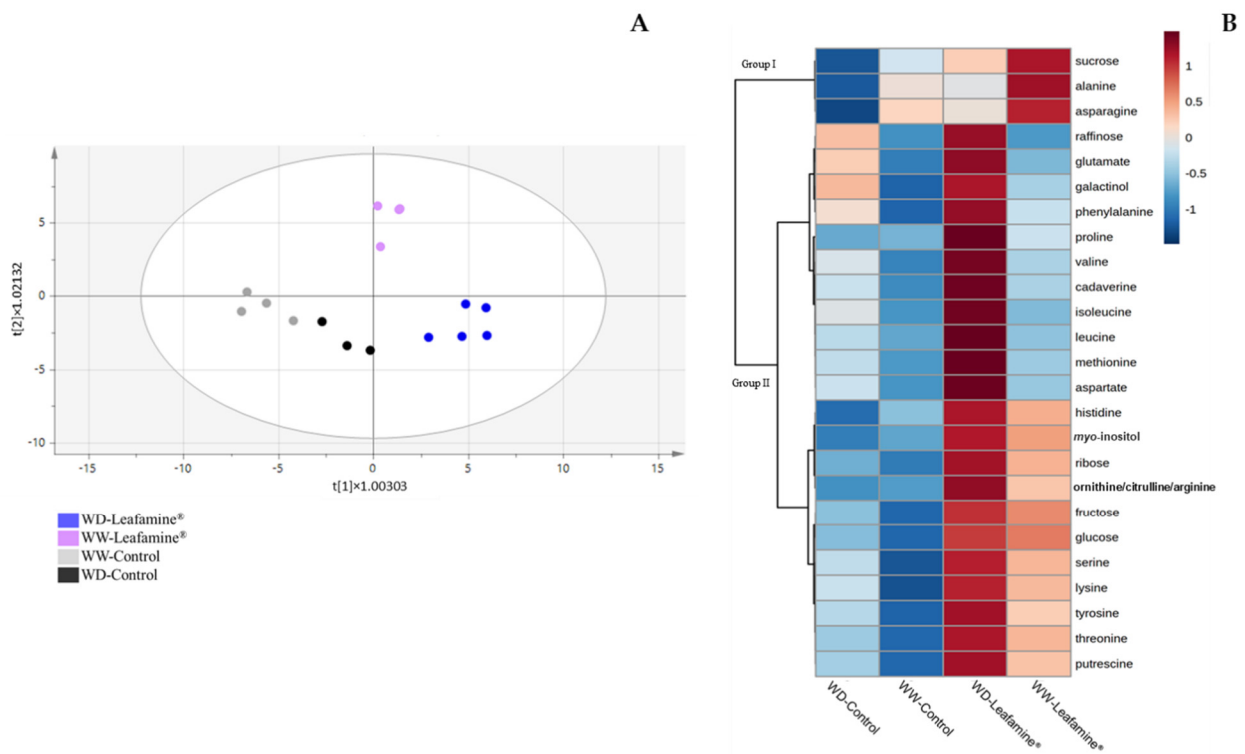 A
5
0
-5
-10
-15
-10
-5
0
5
10
15
t[2]×1.02132
t[1]×1.00303
WD-Leafamine®
WW-Leafamine®
WW-Control
WD-Control
B
Group I
Group II
sucrose
alanine
asparagine
raffinose
glutamate
galactinol
phenylalanine
proline
valine
cadaverine
isoleucine
leucine
methionine
aspartate
histidine
myo-inositol
ribose
ornithine/citrulline/arginine
fructose
glucose
serine
lysine
tyrosine
threonine
putrescine
WD-Control
WW-Control
WD-Leafamine®
WW-Leafamine®
1
0.5
0
-0.5
-1